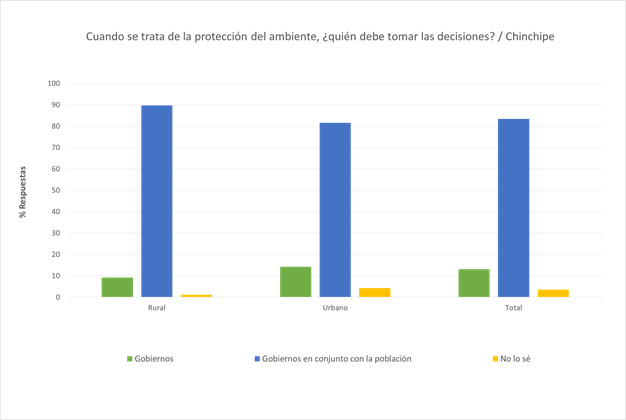 Cuando se trata de la protección del ambiente, ¿quién debe tomar las decisiones? / Chinchipe
% Respuestas
100
90
80
70
60
50
40
30
20
10
0
Rural
Urbano
Total
Gobiernos
Gobiernos en conjunto con la población
No lo sé